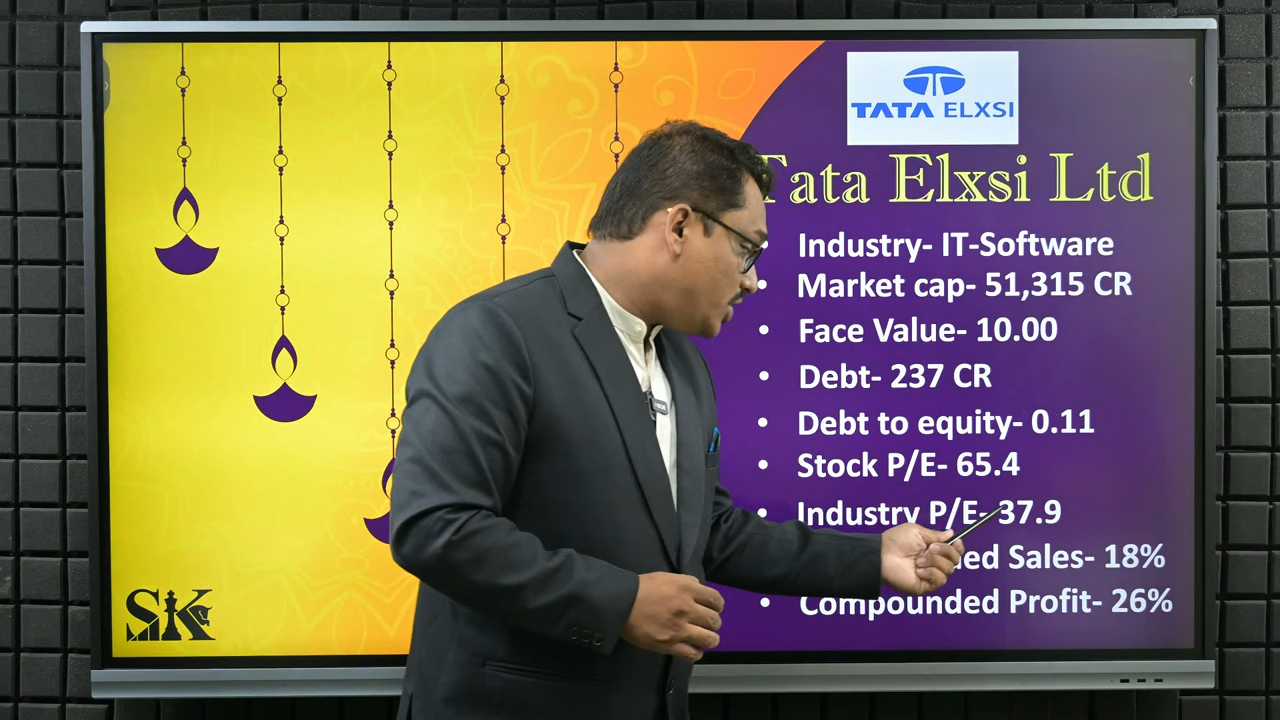 TATA ELXSI
Tata Elxsi Ltd
• Industry- IT-Software
• Market cap- 51,315 CR
• Face Value- 10.00
• Debt- 237 CR
• Debt to equity- 0.11
• Stock P/E- 65.4
• Industry P/E- 37.9
Sales- 18%
• Compounded Profit- 26%
SK